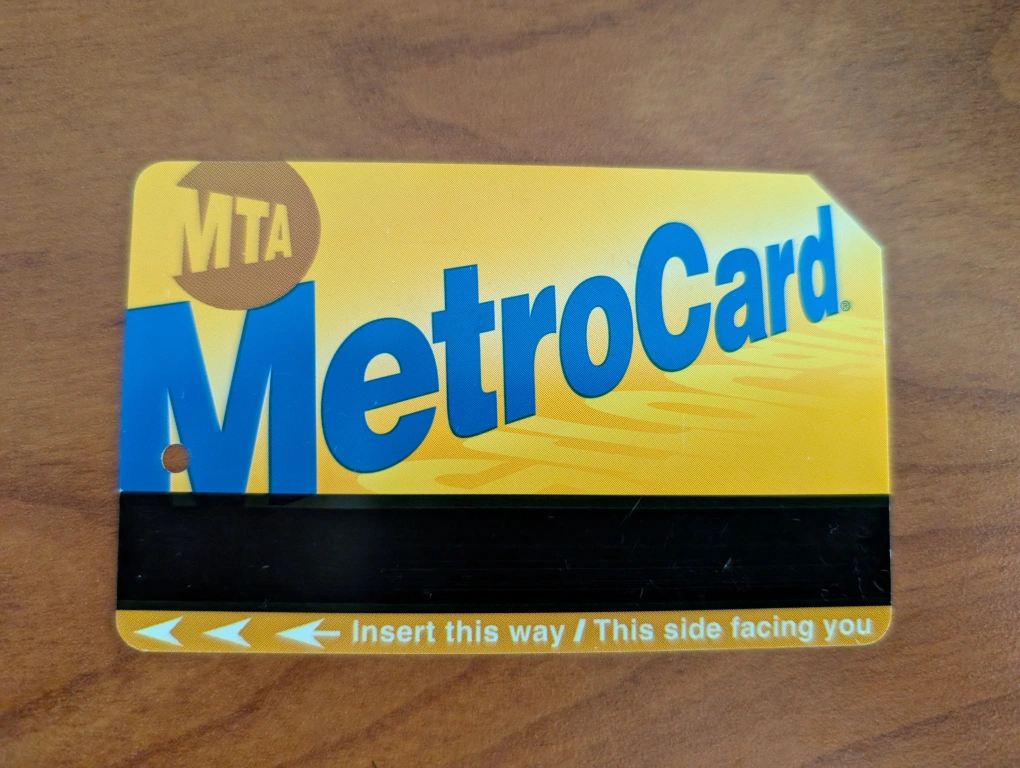 MTA
MetroCard®
Insert this way / This side facing you